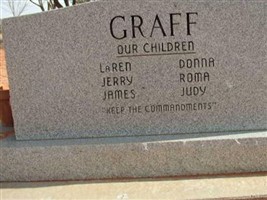 GRAFF
OUR CHILDREN
LaREN DONNA
JERRY ROMA
JAMES JUDY
"KEEP THE COMMANDMENTS"